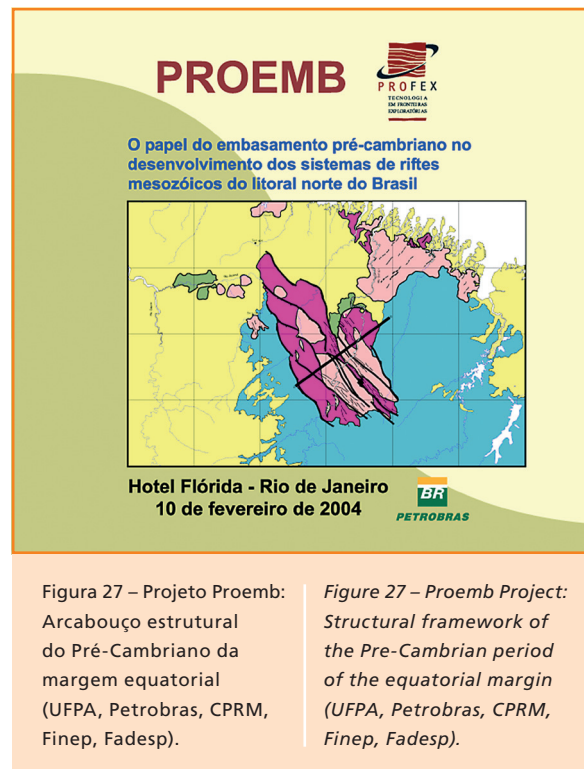 PROEMB
PROFEX
TECNOLOGIA
EM FRONTEIRAS
EXPLORATÓRIAS
O papel do embasamento pré-cambriano no
desenvolvimento dos sistemas de riftes
mesozóicos do litoral norte do Brasil
Hotel Flórida - Rio de Janeiro
10 de fevereiro de 2004
BR
PETROBRAS
Figura 27 – Projeto Proemb:
Arcabouço estrutural
do Pré-Cambriano da
margem equatorial
(UFPA, Petrobras, CPRM,
Finep, Fadesp).
Figure 27 – Proemb Project:
Structural framework of
the Pre-Cambrian period
of the equatorial margin
(UFPA, Petrobras, CPRM,
Finep, Fadesp).